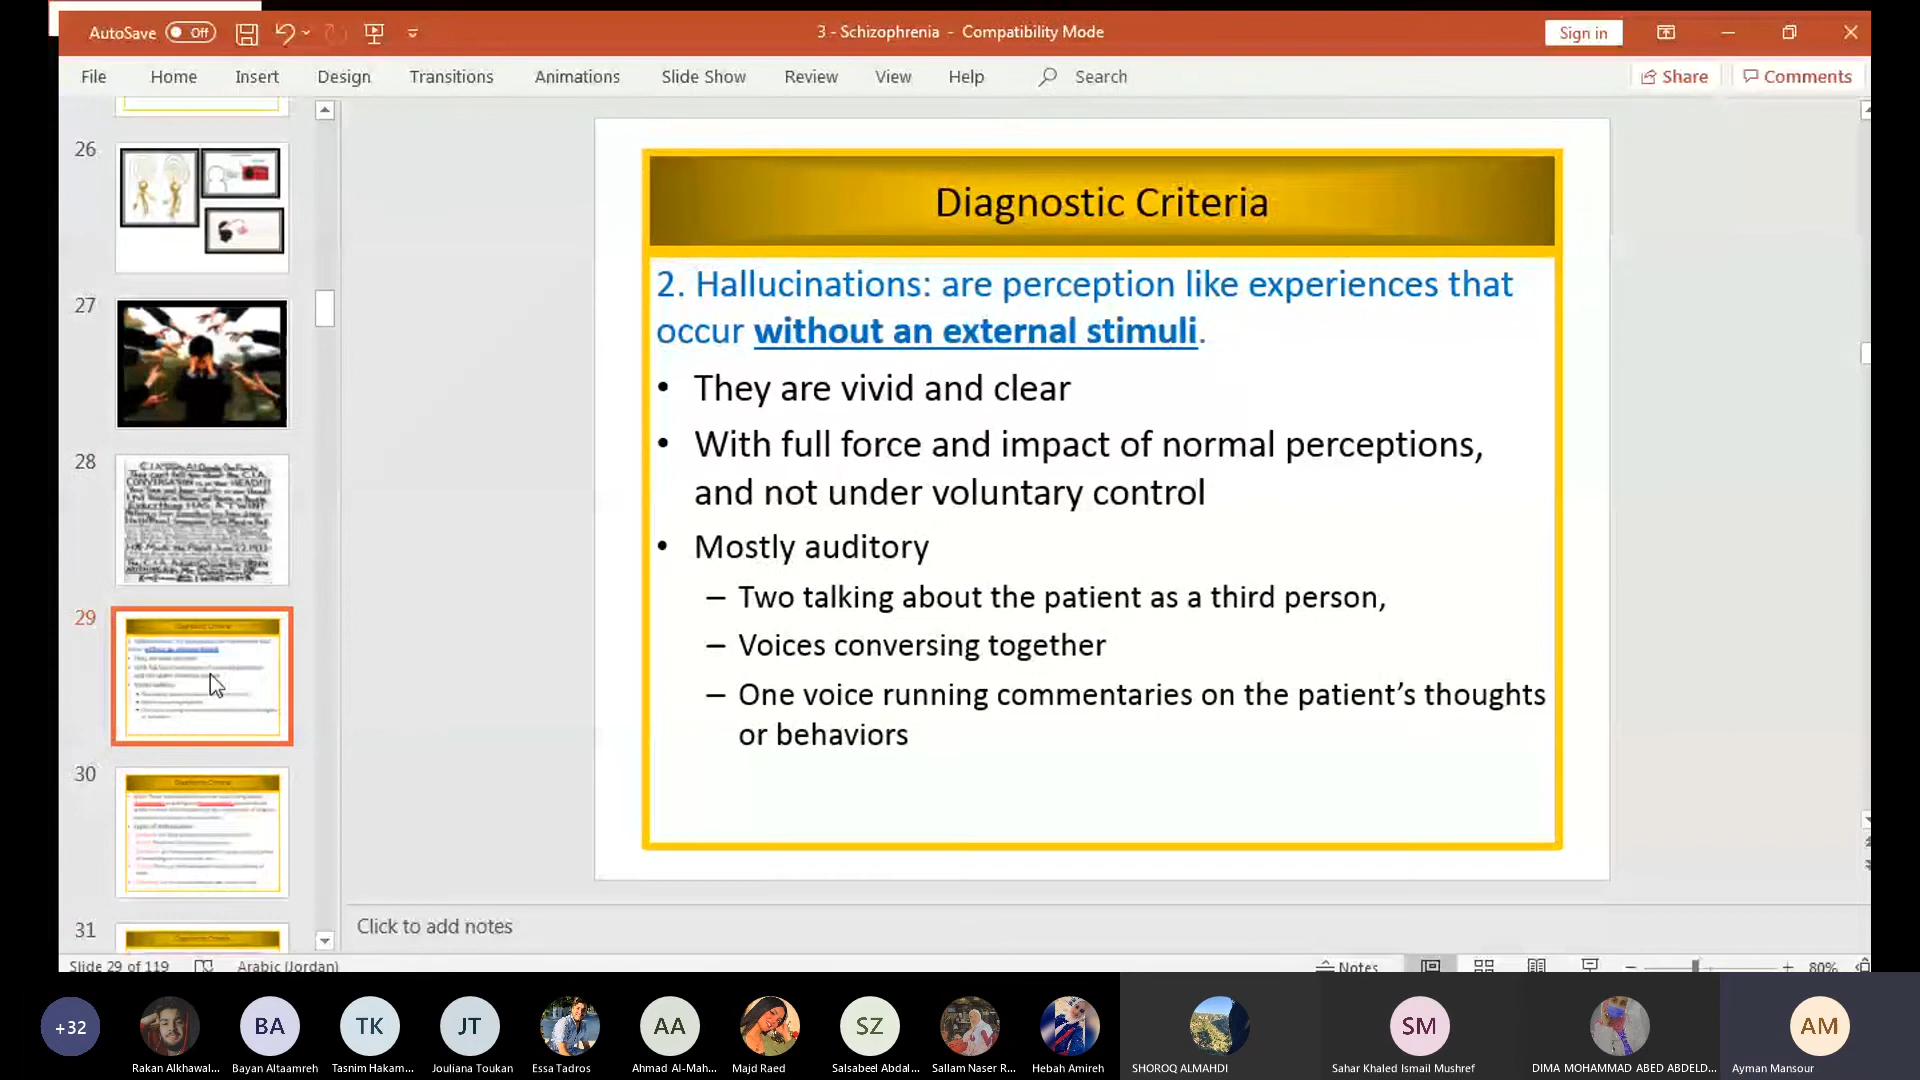 AutoSave Off
3 - Schizophrenia - Compatibility Mode
Sign in
File Home Insert Design Transitions Animations Slide Show Review View Help Search
Share Comments
26
27
28
29
30
31
Diagnostic Criteria
2. Hallucinations: are perception like experiences that
occur without an external stimuli.
• They are vivid and clear
• With full force and impact of normal perceptions,
and not under voluntary control
• Mostly auditory
– Two talking about the patient as a third person,
– Voices conversing together
– One voice running commentaries on the patient's thoughts
or behaviors
Click to add notes
Slide 29 of 119 Arabic (Jordan) Notes 80%
+32 BA TK JT AA SZ SM AM
Rakan Alkhawal... Bayan Altaamreh Tasnim Hakam... Jouliana Toukan Essa Tadros Ahmad Al-Mah... Majd Raed Salsabeel Abdal... Sallam Naser R... Hebah Amireh SHOROQ ALMAHDI Sahar Khaled Ismail Mushref DIMA MOHAMMAD ABED ABDELD... Ayman Mansour